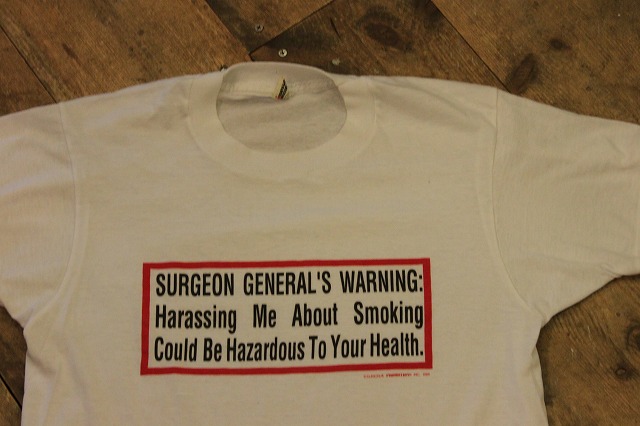 SURGEON GENERAL'S WARNING:
Harassing Me About Smoking
Could Be Hazardous To Your Health.